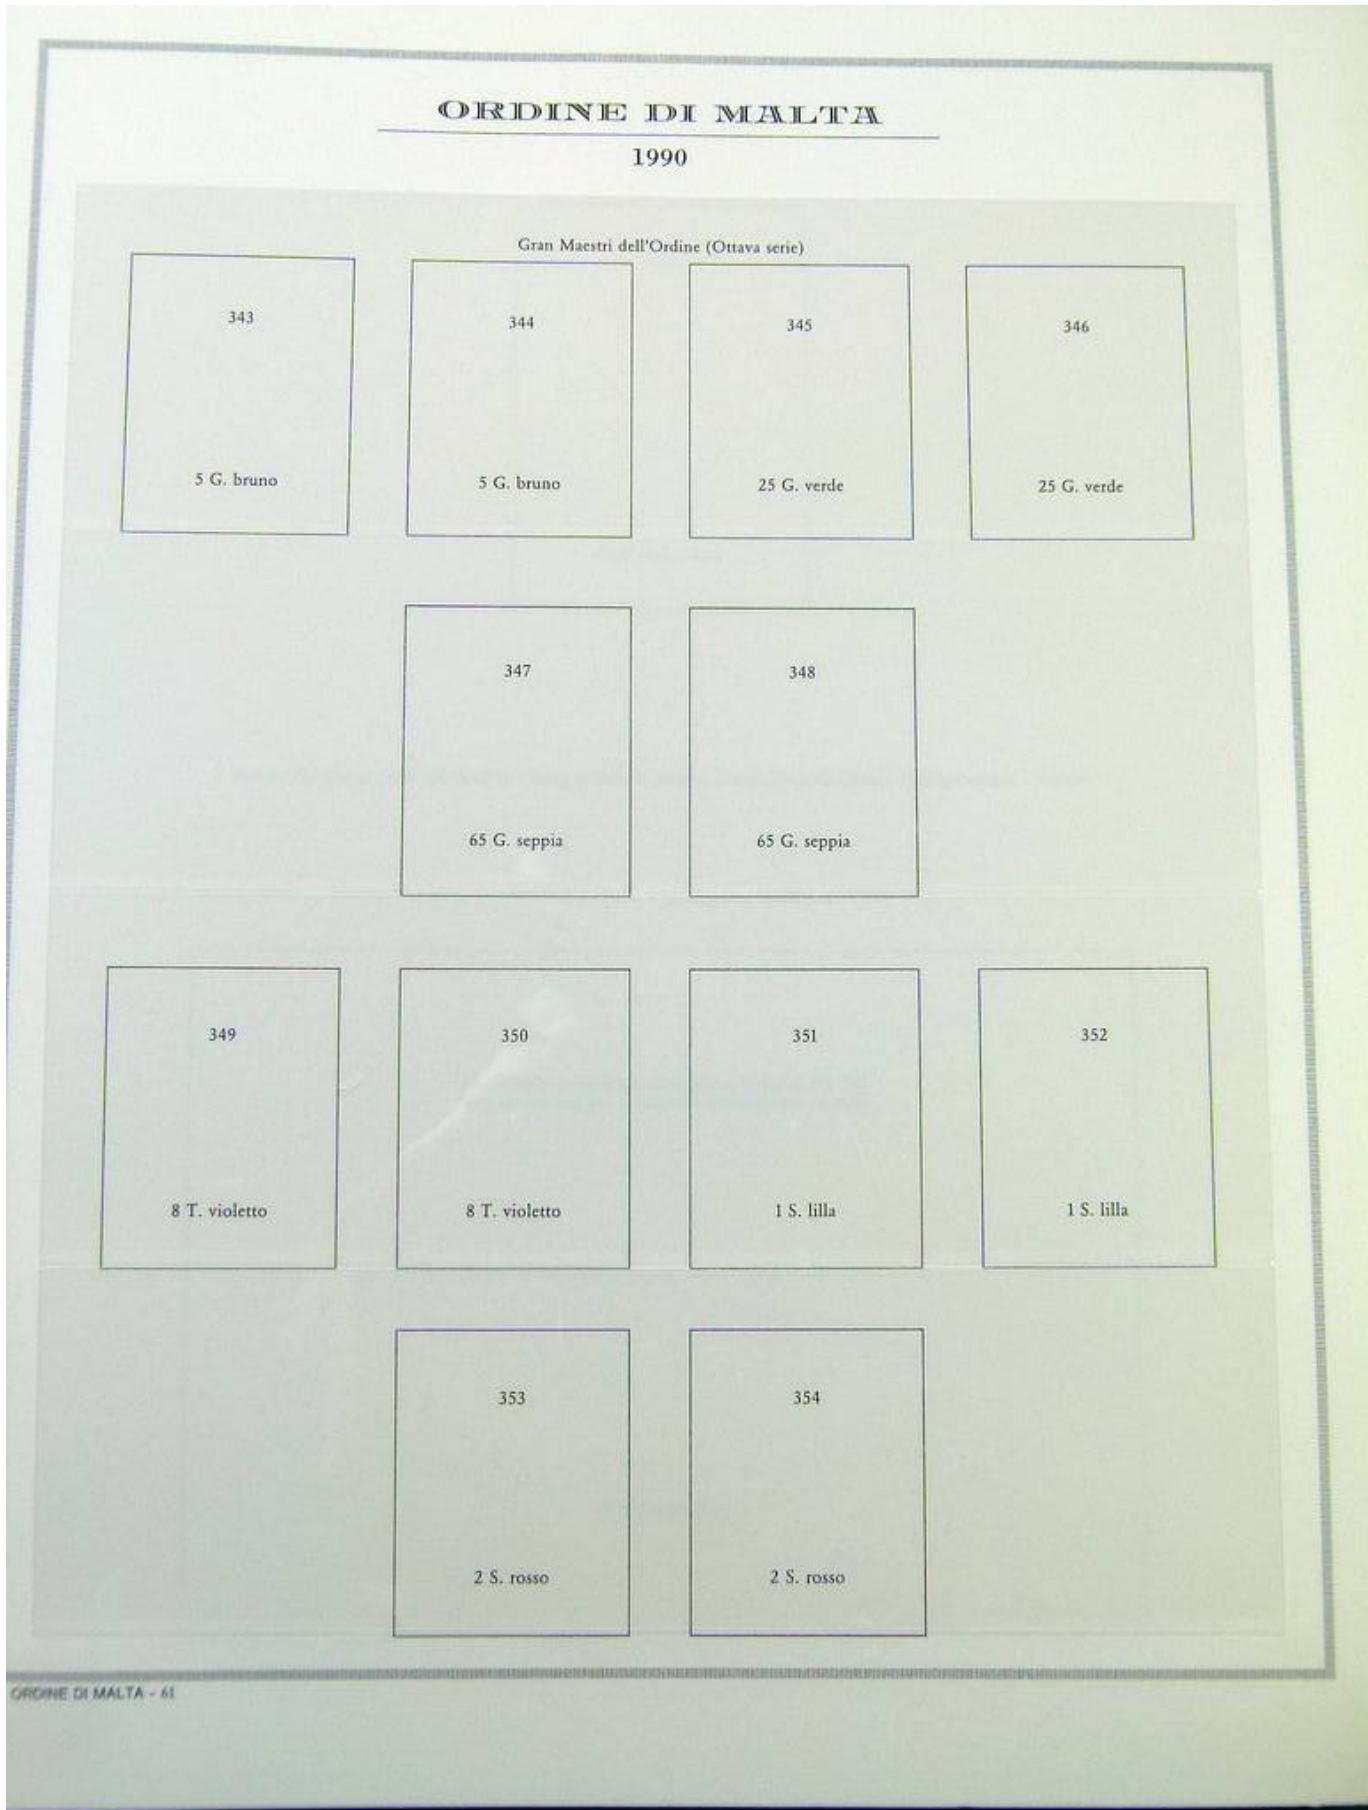 ORDINE DI MALTA
1990
Gran Maestri dell'Ordine (Ottava serie)
343
344
345
346
5 G. bruno
5 G. bruno
25 G. verde
25 G. verde
347
348
65 G. seppia
65 G. seppia
349
350
351
352
8 T. violetto
8 T. violetto
1 S. lilla
1 S. lilla
353
354
2 S. rosso
2 S. rosso
ORDINE DI MALTA - 61